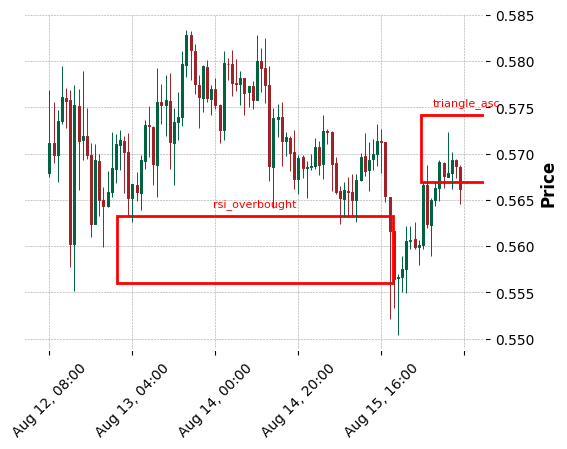 0.585
0.580
triangle_asc
0.575
0.570
Price
0.565
rsi_overbought
0.560
0.555
0.550
Aug 12, 08:00
Aug 13, 04:00
Aug 14, 00:00
Aug 14, 20:00
Aug 15, 16:00